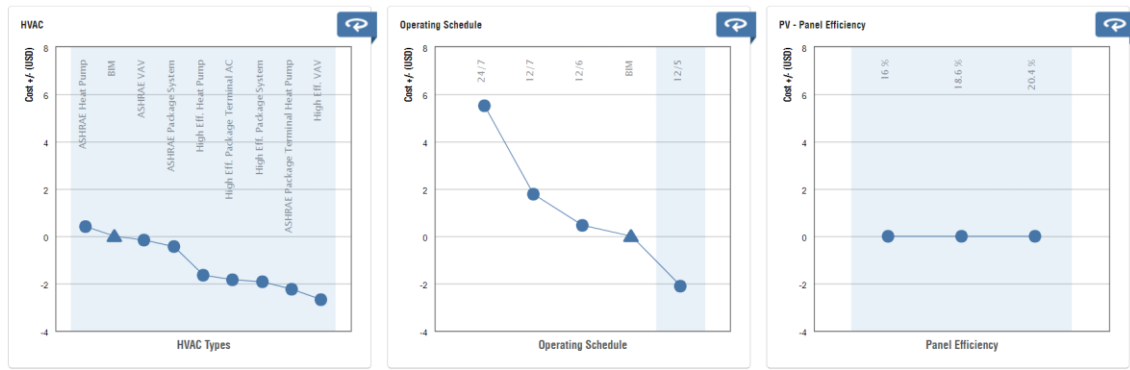 HVAC
Cost +/- (USD)
8
6
4
2
0
-2
-4
ASHRAE Heat Pump
BIM
ASHRAE VAV
ASHRAE Package System
High Eff. Heat Pump
High Eff. Package Terminal AC
High Eff. Package System
ASHRAE Package Terminal Heat Pump
High Eff. VAV
HVAC Types
Operating Schedule
Cost +/- (USD)
8
6
4
2
0
-2
-4
24/7
12/7
12/6
BIM
12/5
Operating Schedule
PV - Panel Efficiency
Cost +/- (USD)
8
6
4
2
0
-2
-4
16 %
18.6 %
20.4 %
Panel Efficiency